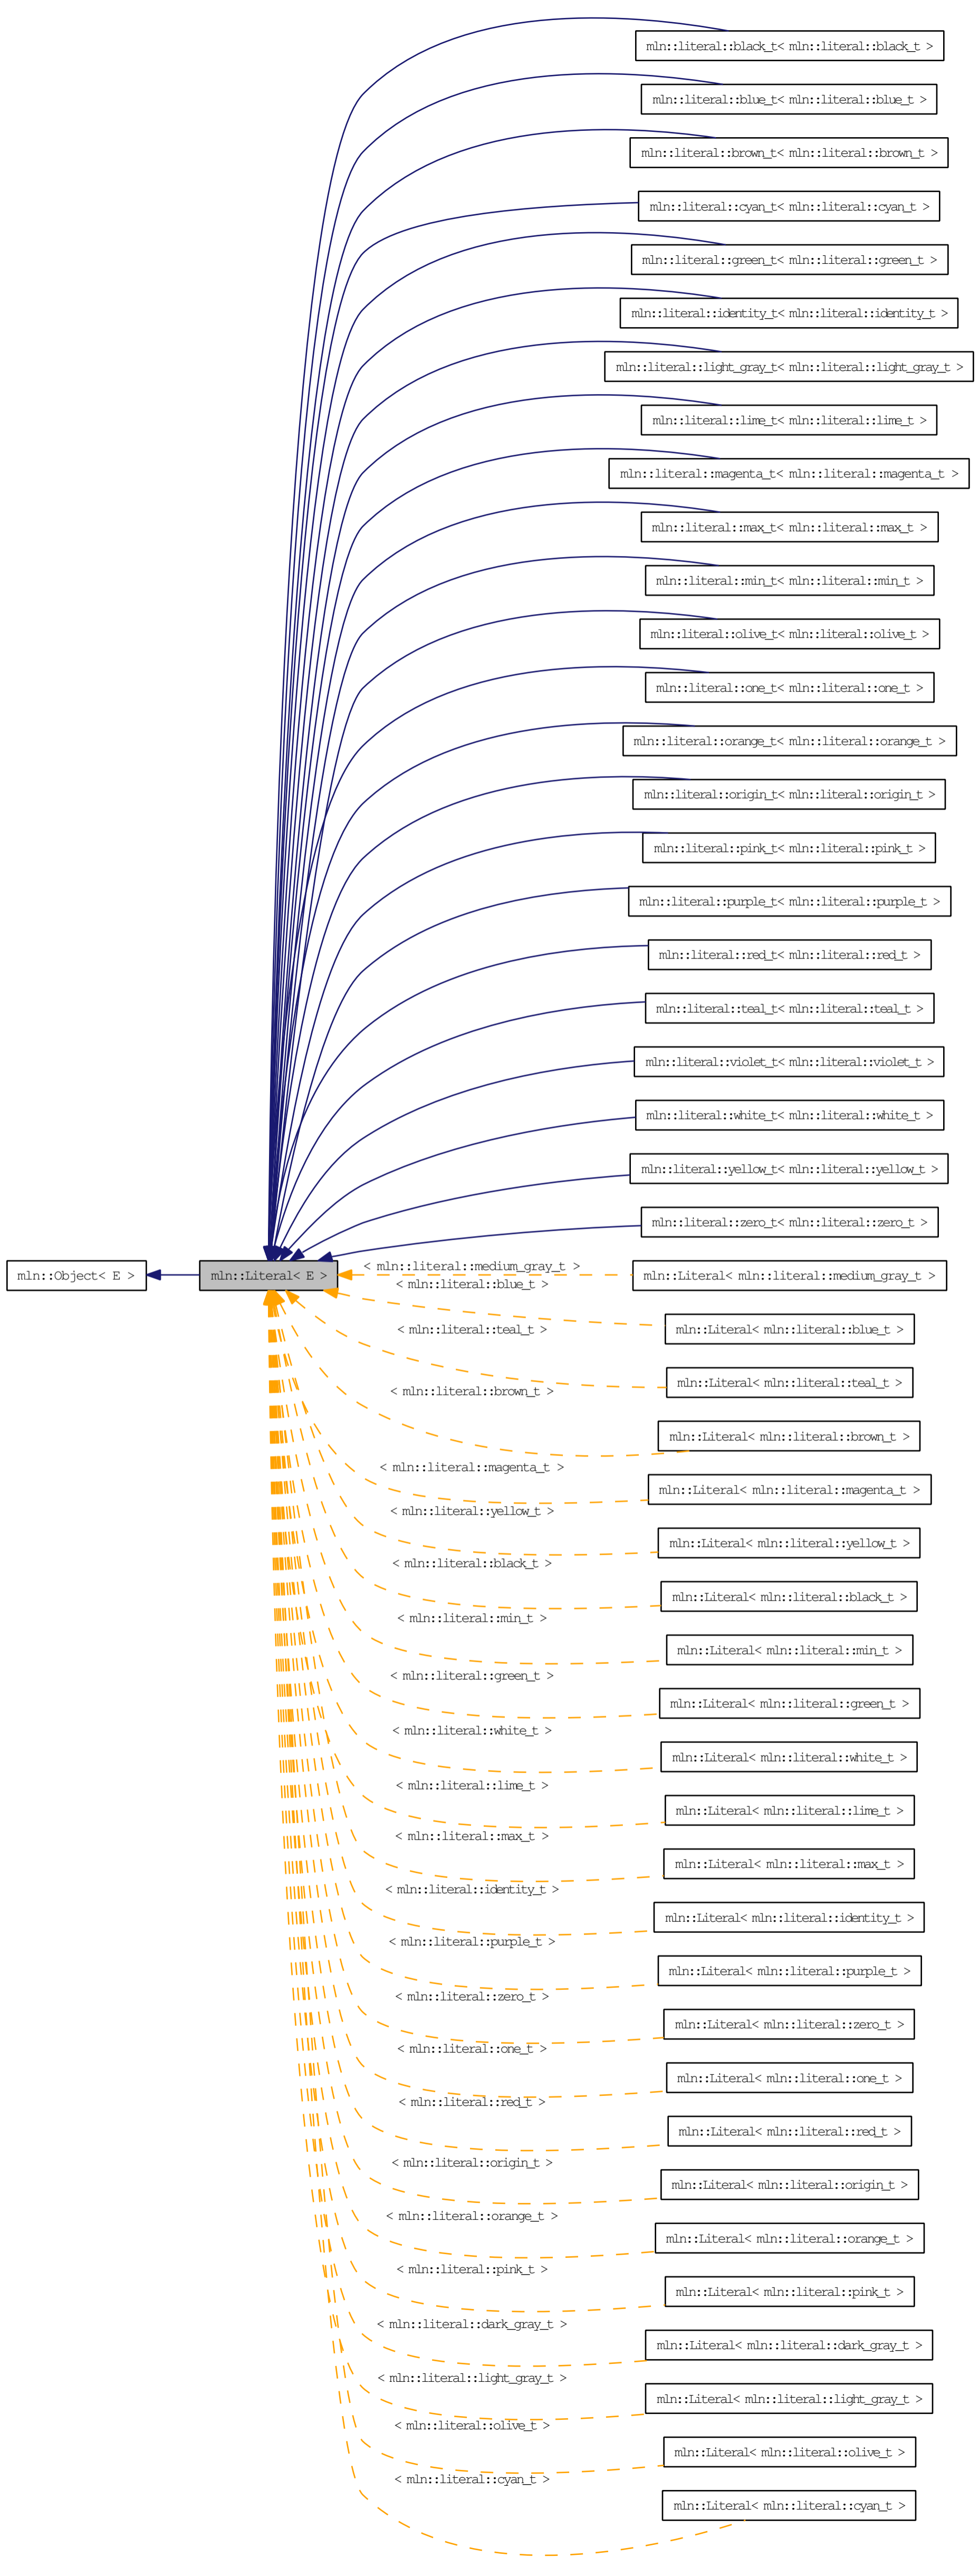 mln::literal::black_t< mln::literal::black_t >
mln::literal::blue_t< mln::literal::blue_t >
mln::literal::brown_t< mln::literal::brown_t >
mln::literal::cyan_t< mln::literal::cyan_t >
mln::literal::green_t< mln::literal::green_t >
mln::literal::identity_t< mln::literal::identity_t >
mln::literal::light_gray_t< mln::literal::light_gray_t >
mln::literal::lime_t< mln::literal::lime_t >
mln::literal::magenta_t< mln::literal::magenta_t >
mln::literal::max_t< mln::literal::max_t >
mln::literal::min_t< mln::literal::min_t >
mln::literal::olive_t< mln::literal::olive_t >
mln::literal::one_t< mln::literal::one_t >
mln::literal::orange_t< mln::literal::orange_t >
mln::literal::origin_t< mln::literal::origin_t >
mln::literal::pink_t< mln::literal::pink_t >
mln::literal::purple_t< mln::literal::purple_t >
mln::literal::red_t< mln::literal::red_t >
mln::literal::teal_t< mln::literal::teal_t >
mln::literal::violet_t< mln::literal::violet_t >
mln::literal::white_t< mln::literal::white_t >
mln::literal::yellow_t< mln::literal::yellow_t >
mln::literal::zero_t< mln::literal::zero_t >
mln::Object< E >
mln::Literal< E >
< mln::literal::medium_gray_t >
mln::Literal< mln::literal::medium_gray_t >
< mln::literal::blue_t >
mln::Literal< mln::literal::blue_t >
< mln::literal::teal_t >
mln::Literal< mln::literal::teal_t >
< mln::literal::brown_t >
mln::Literal< mln::literal::brown_t >
< mln::literal::magenta_t >
mln::Literal< mln::literal::magenta_t >
< mln::literal::yellow_t >
mln::Literal< mln::literal::yellow_t >
< mln::literal::black_t >
mln::Literal< mln::literal::black_t >
< mln::literal::min_t >
mln::Literal< mln::literal::min_t >
< mln::literal::green_t >
mln::Literal< mln::literal::green_t >
< mln::literal::white_t >
mln::Literal< mln::literal::white_t >
< mln::literal::lime_t >
mln::Literal< mln::literal::lime_t >
< mln::literal::max_t >
mln::Literal< mln::literal::max_t >
< mln::literal::identity_t >
mln::Literal< mln::literal::identity_t >
< mln::literal::purple_t >
mln::Literal< mln::literal::purple_t >
< mln::literal::zero_t >
mln::Literal< mln::literal::zero_t >
< mln::literal::one_t >
mln::Literal< mln::literal::one_t >
< mln::literal::red_t >
mln::Literal< mln::literal::red_t >
< mln::literal::origin_t >
mln::Literal< mln::literal::origin_t >
< mln::literal::orange_t >
mln::Literal< mln::literal::orange_t >
< mln::literal::pink_t >
mln::Literal< mln::literal::pink_t >
< mln::literal::dark_gray_t >
mln::Literal< mln::literal::dark_gray_t >
< mln::literal::light_gray_t >
mln::Literal< mln::literal::light_gray_t >
< mln::literal::olive_t >
mln::Literal< mln::literal::olive_t >
< mln::literal::cyan_t >
mln::Literal< mln::literal::cyan_t >